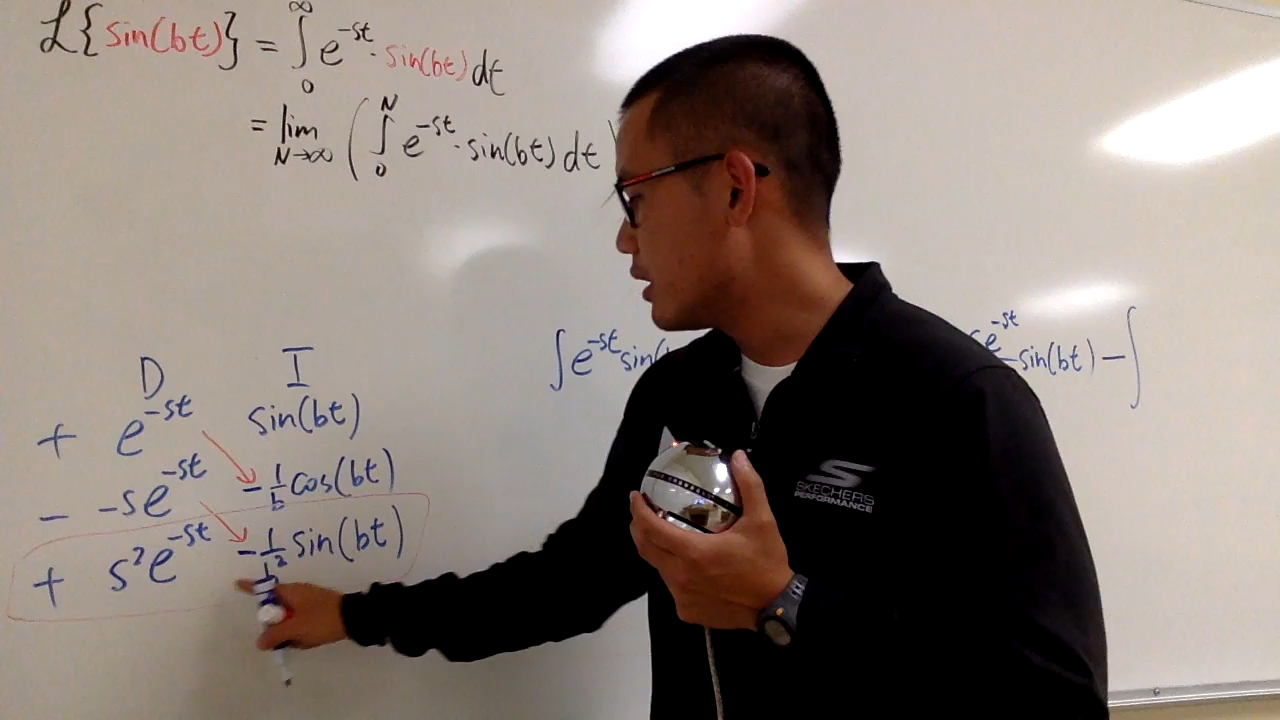 ℒ{sin(bt)} = ∫₀^∞ e^{-st}·sin(bt) dt
= lim_{N→∞} ( ∫₀^N e^{-st}·sin(bt) dt )
∫ e^{-st} sin(
e^{-st} sin(bt) − ∫
D I
+ e^{-st} sin(bt)
− -se^{-st} -1/b cos(bt)
+ s²e^{-st} -1/b² sin(bt)
SKECHERS
PERFORMANCE